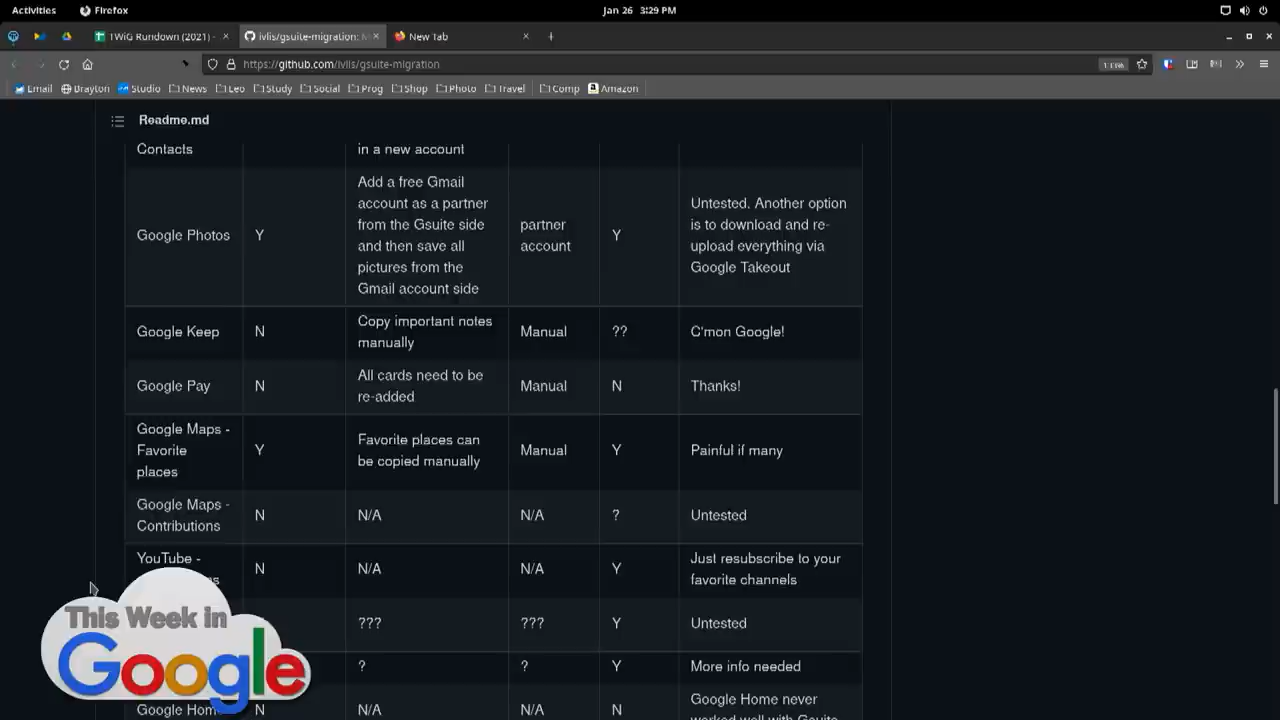 Activities
Firefox
Jan 26 3:29 PM
TWiG Rundown (2021) -
ivlis/gsuite-migration: M
New Tab
https://github.com/ivlis/gsuite-migration
Email
Brayton
Studio
News
Leo
Study
Social
Prog
Shop
Photo
Travel
Comp
Amazon
Readme.md
Contacts
in a new account
Google Photos
Y
Add a free Gmail
account as a partner
from the Gsuite side
and then save all
pictures from the
Gmail account side
partner
account
Y
Untested. Another option
is to download and re-
upload everything via
Google Takeout
Google Keep
N
Copy important notes
manually
Manual
??
C'mon Google!
Google Pay
N
All cards need to be
re-added
Manual
N
Thanks!
Google Maps -
Favorite
places
Y
Favorite places can
be copied manually
Manual
Y
Painful if many
Google Maps -
Contributions
N
N/A
N/A
?
Untested
YouTube -
N
N/A
N/A
Y
Just resubscribe to your
favorite channels
???
???
Y
Untested
?
?
Y
More info needed
Google Home
N
N/A
N/A
N
Google Home never
worked well with Gsuite
This Week in
Google